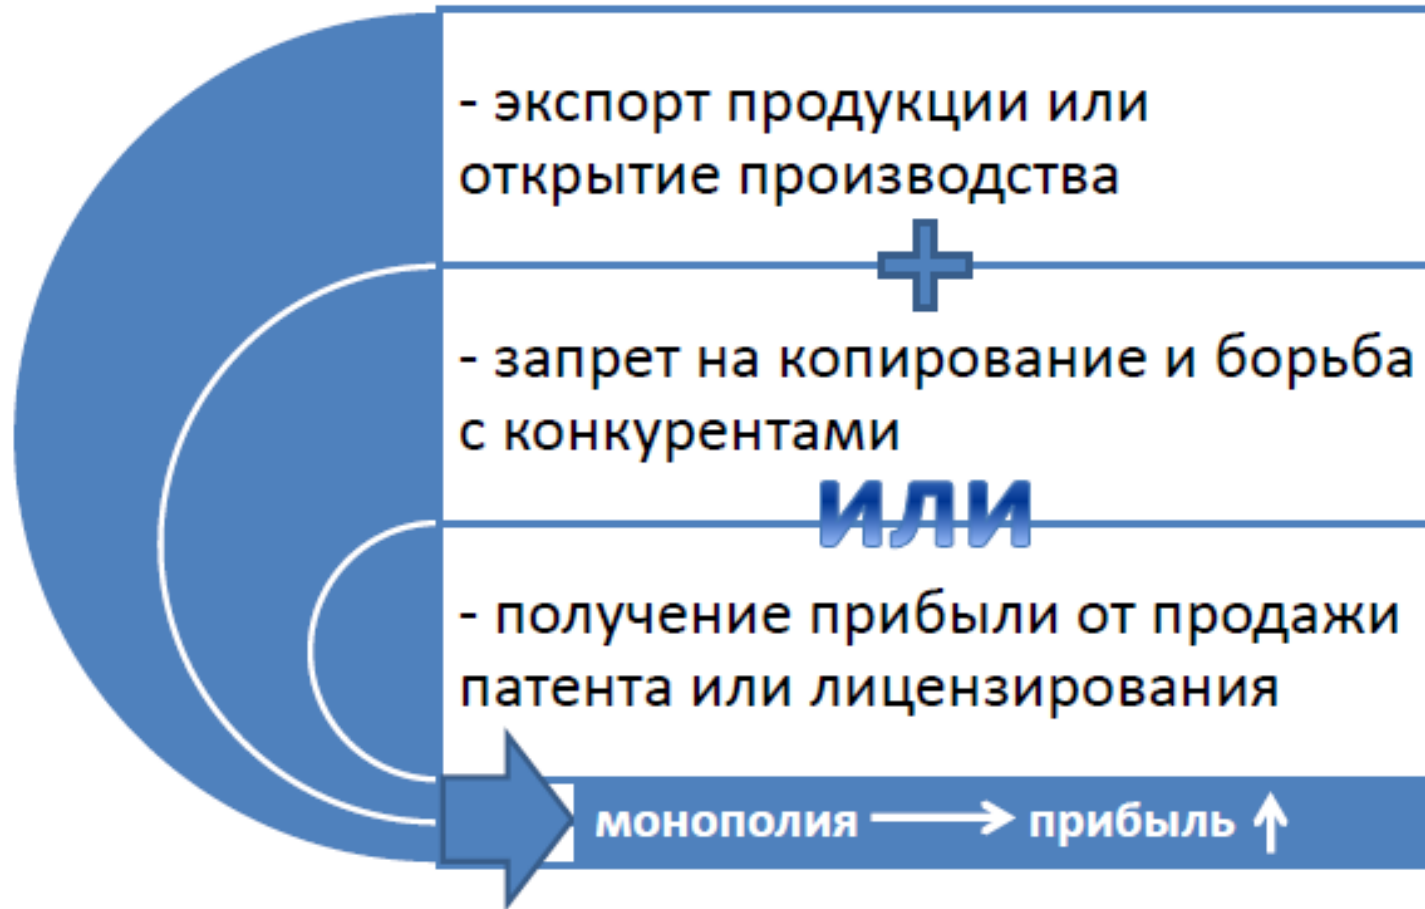 - экспорт продукции или
открытие производства
- запрет на копирование и борьба
с конкурентами
или
- получение прибыли от продажи
патента или лицензирования
монополия → прибыль ↑